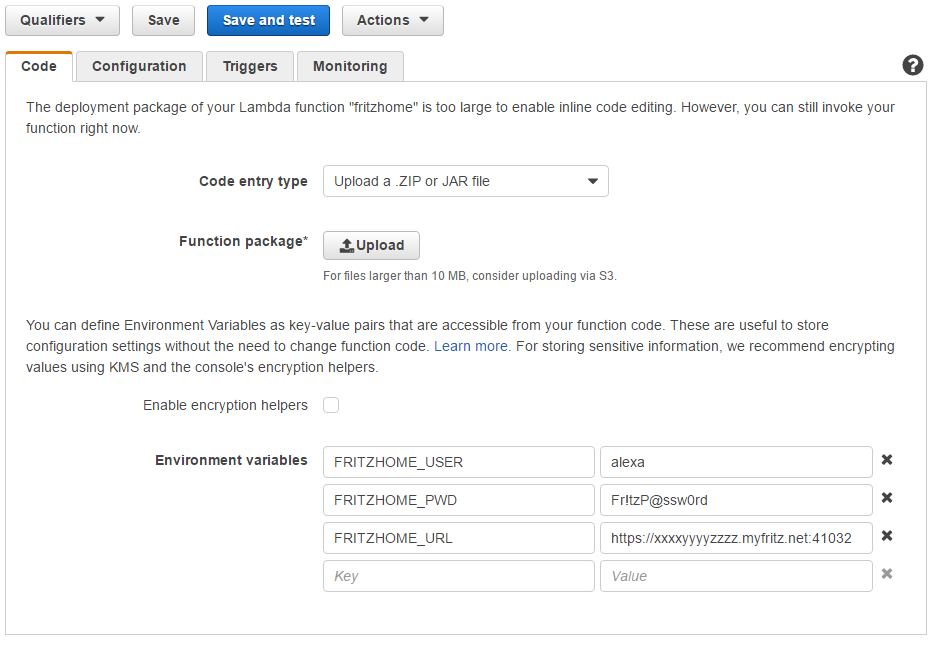 Qualifiers Save Save and test Actions
Code Configuration Triggers Monitoring ?
The deployment package of your Lambda function "fritzhome" is too large to enable inline code editing. However, you can still invoke your
function right now.
Code entry type Upload a .ZIP or JAR file
Function package* Upload
For files larger than 10 MB, consider uploading via S3.
You can define Environment Variables as key-value pairs that are accessible from your function code. These are useful to store
configuration settings without the need to change function code. Learn more. For storing sensitive information, we recommend encrypting
values using KMS and the console's encryption helpers.
Enable encryption helpers
Environment variables FRITZHOME_USER alexa
FRITZHOME_PWD Fr!tzP@ssw0rd
FRITZHOME_URL https://xxxxyyyyzzzz.myfritz.net:41032
Key Value